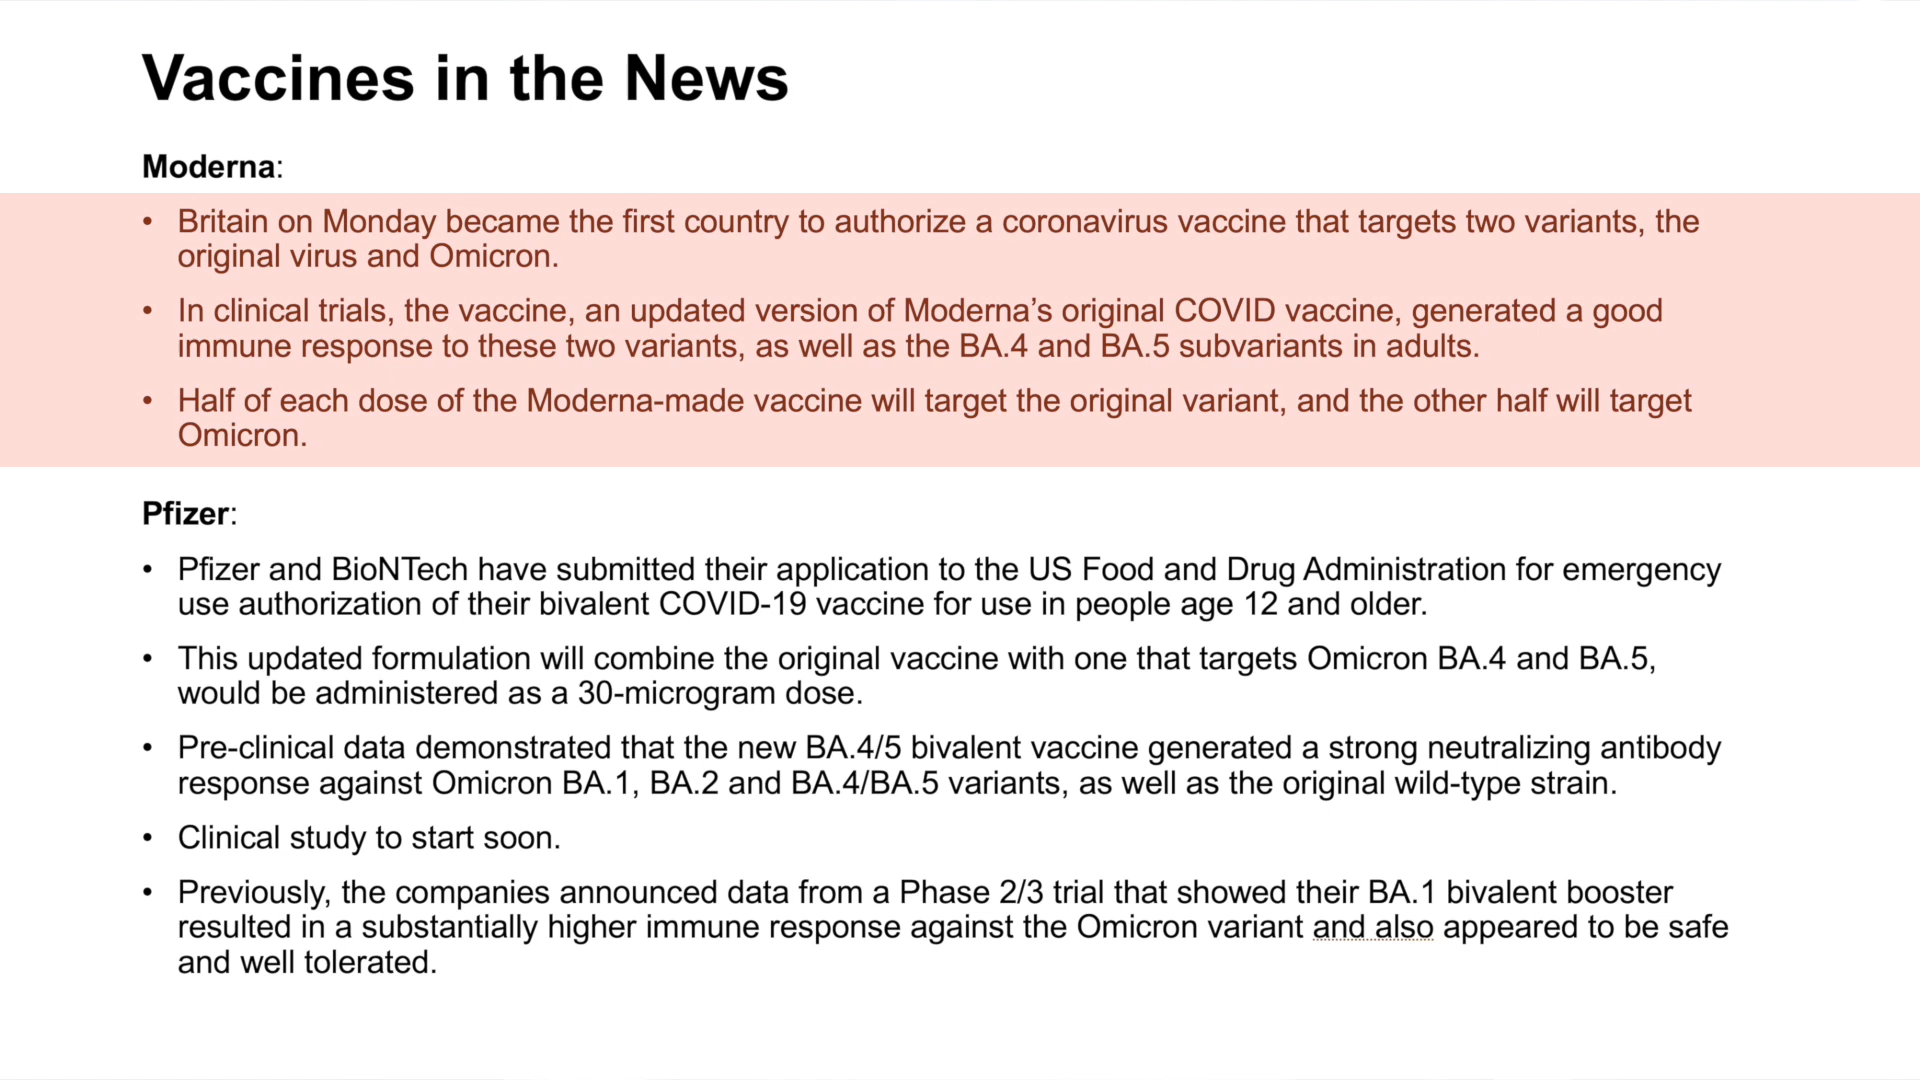 Vaccines in the News
Moderna:
• Britain on Monday became the first country to authorize a coronavirus vaccine that targets two variants, the
original virus and Omicron.
• In clinical trials, the vaccine, an updated version of Moderna’s original COVID vaccine, generated a good
immune response to these two variants, as well as the BA.4 and BA.5 subvariants in adults.
• Half of each dose of the Moderna-made vaccine will target the original variant, and the other half will target
Omicron.
Pfizer:
• Pfizer and BioNTech have submitted their application to the US Food and Drug Administration for emergency
use authorization of their bivalent COVID-19 vaccine for use in people age 12 and older.
• This updated formulation will combine the original vaccine with one that targets Omicron BA.4 and BA.5,
would be administered as a 30-microgram dose.
• Pre-clinical data demonstrated that the new BA.4/5 bivalent vaccine generated a strong neutralizing antibody
response against Omicron BA.1, BA.2 and BA.4/BA.5 variants, as well as the original wild-type strain.
• Clinical study to start soon.
• Previously, the companies announced data from a Phase 2/3 trial that showed their BA.1 bivalent booster
resulted in a substantially higher immune response against the Omicron variant and also appeared to be safe
and well tolerated.